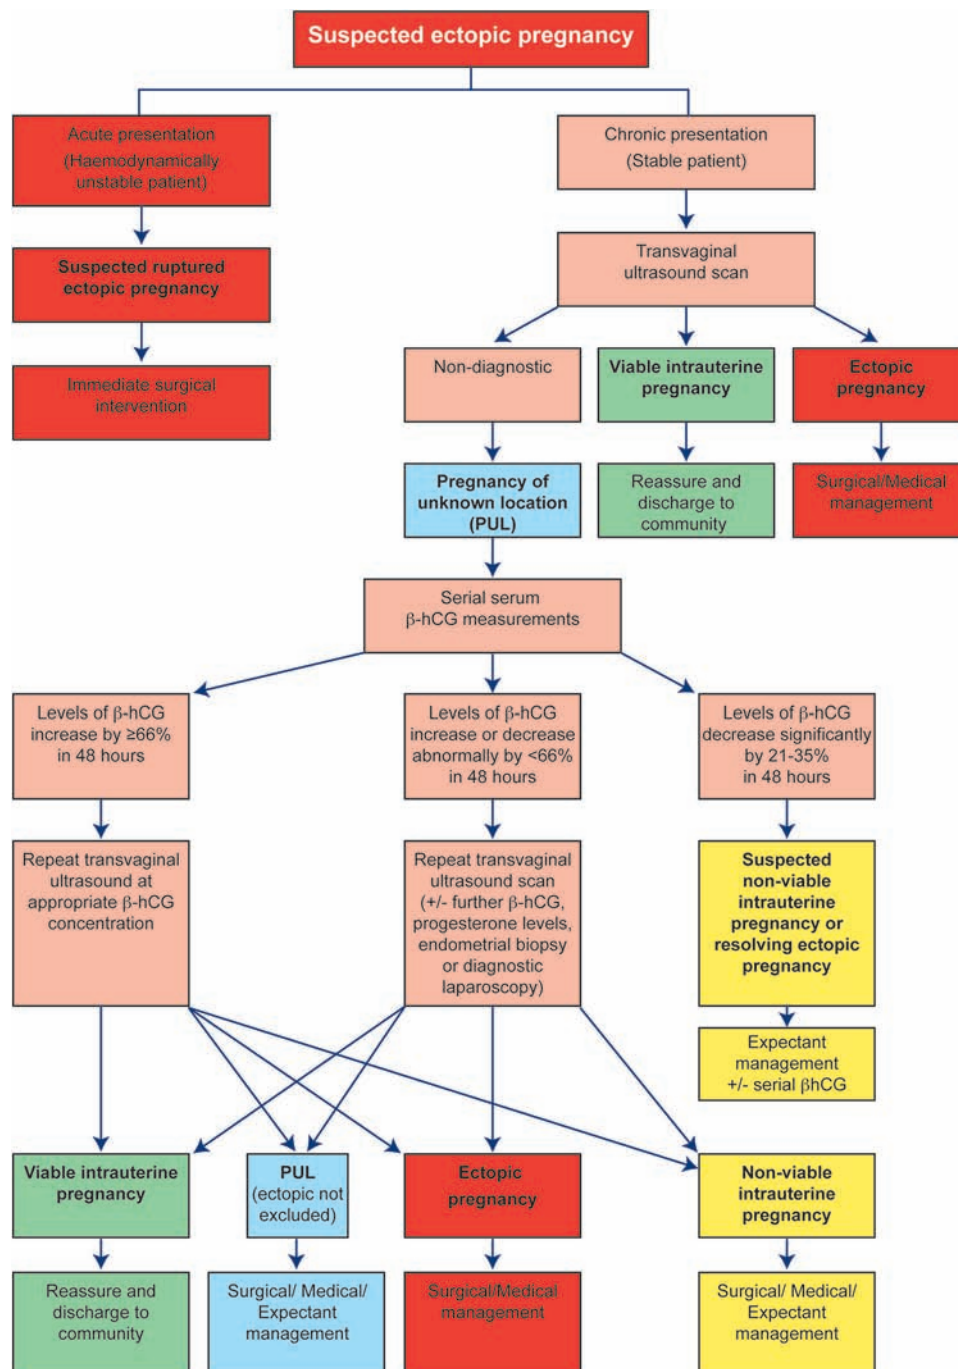 Suspected ectopic pregnancy
Acute presentation
(Haemodynamically
unstable patient)
Chronic presentation
(Stable patient)
Suspected ruptured
ectopic pregnancy
Transvaginal
ultrasound scan
Immediate surgical
intervention
Non-diagnostic
Viable intrauterine
pregnancy
Ectopic
pregnancy
Pregnancy of
unknown location
(PUL)
Reassure and
discharge to
community
Surgical/Medical
management
Serial serum
β-hCG measurements
Levels of β-hCG
increase by ≥66%
in 48 hours
Levels of β-hCG
increase or decrease
abnormally by <66%
in 48 hours
Levels of β-hCG
decrease significantly
by 21-35%
in 48 hours
Repeat transvaginal
ultrasound at
appropriate β-hCG
concentration
Repeat transvaginal
ultrasound scan
(+/- further β-hCG,
progesterone levels,
endometrial biopsy
or diagnostic
laparoscopy)
Suspected
non-viable
intrauterine
pregnancy or
resolving ectopic
pregnancy
Expectant
management
+/- serial βhCG
Viable intrauterine
pregnancy
PUL
(ectopic not
excluded)
Ectopic
pregnancy
Non-viable
intrauterine
pregnancy
Reassure and
discharge to
community
Surgical/ Medical/
Expectant
management
Surgical/Medical
management
Surgical/ Medical/
Expectant
management